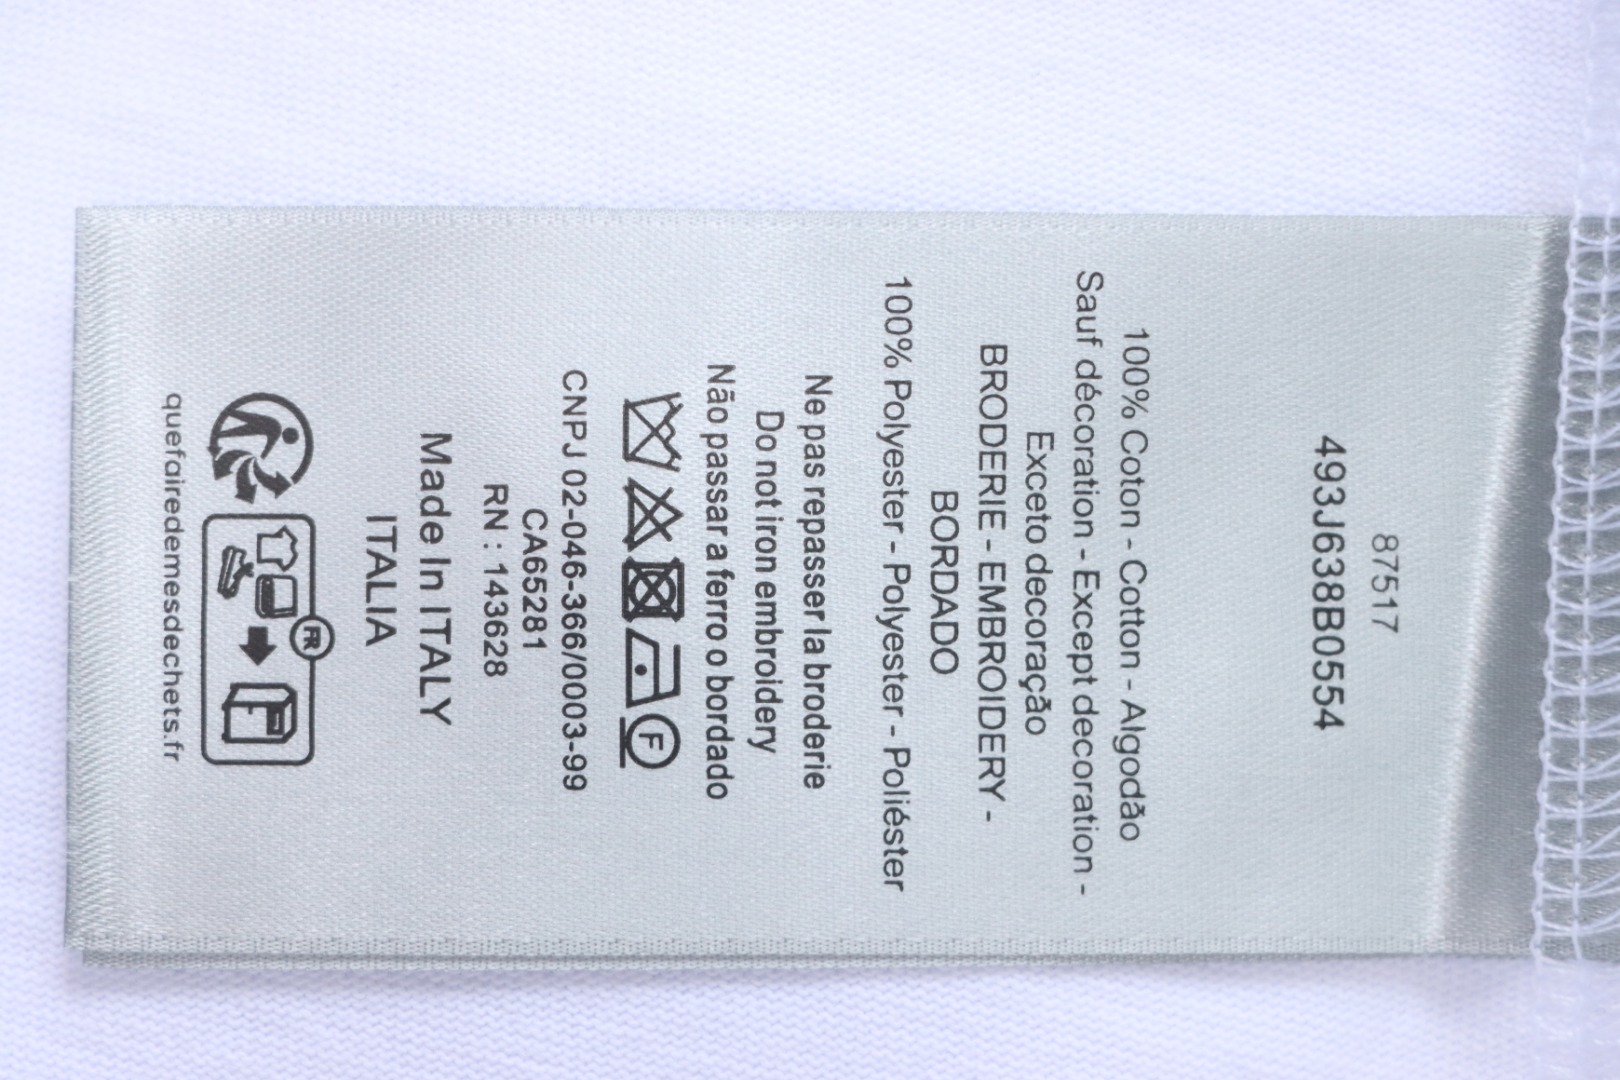 87517
493J638B0554
100% Coton - Cotton - Algodão
Sauf décoration - Except decoration -
Exceto decoração
BRODERIE - EMBROIDERY -
BORDADO
100% Polyester - Polyester - Poliéster
Ne pas repasser la broderie
Do not iron embroidery
Não passar a ferro o bordado
F
CNPJ 02-046-366/0003-99
CA65281
RN : 143628
Made In ITALY
ITALIA
FR
quefairedemesdechets.fr